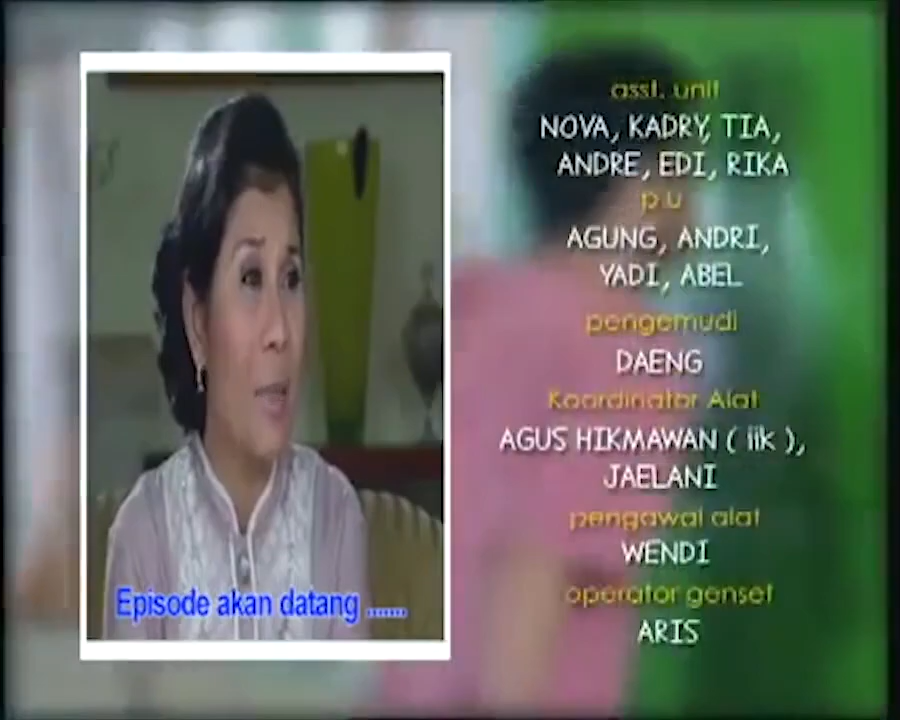 asst. unit
NOVA, KADRY, TIA,
ANDRE, EDI, RIKA
p.u
AGUNG, ANDRI,
YADI, ABEL
pengemudi
DAENG
Koordinator Alat
AGUS HIKMAWAN ( iik ),
JAELANI
pengawal alat
WENDI
operator genset
ARIS
Episode akan datang .......